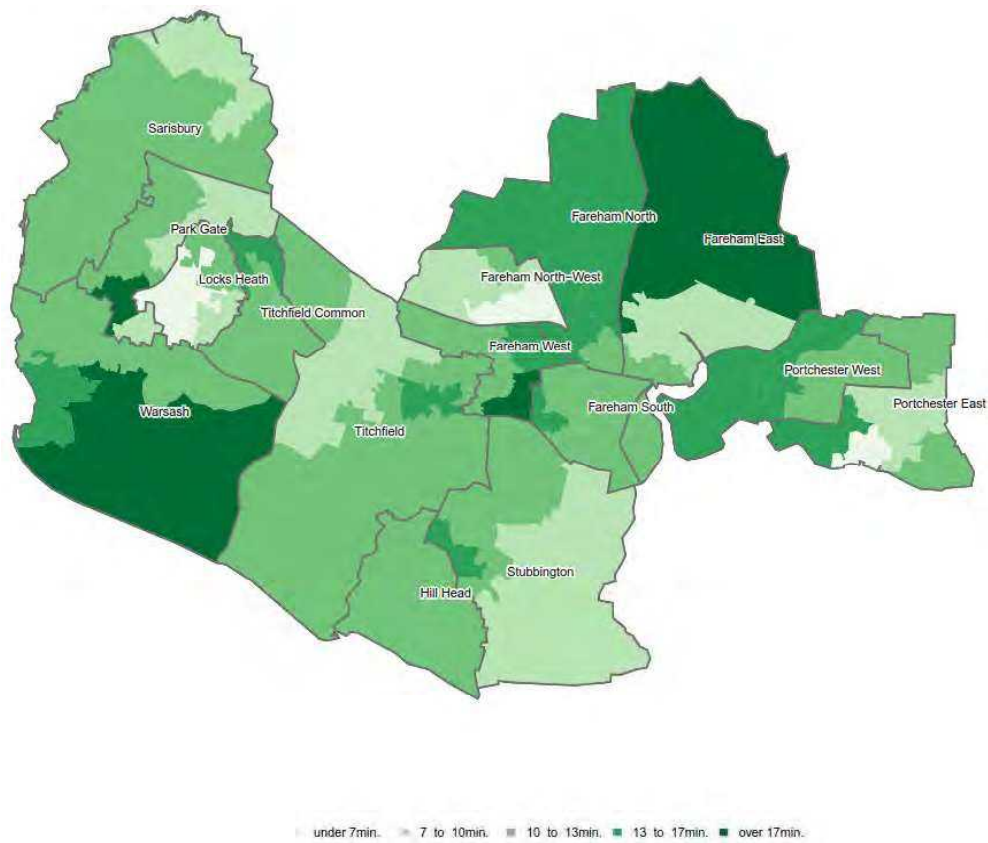 Sarisbury
Fareham North
Park Gate
Fareham East
Locks Heath
Fareham North-West
Titchfield Common
Fareham West
Portchester West
Warsash
Fareham South
Portchester East
Titchfield
Stubbington
Hill Head
under 7min. 7 to 10min. 10 to 13min. 13 to 17min. over 17min.